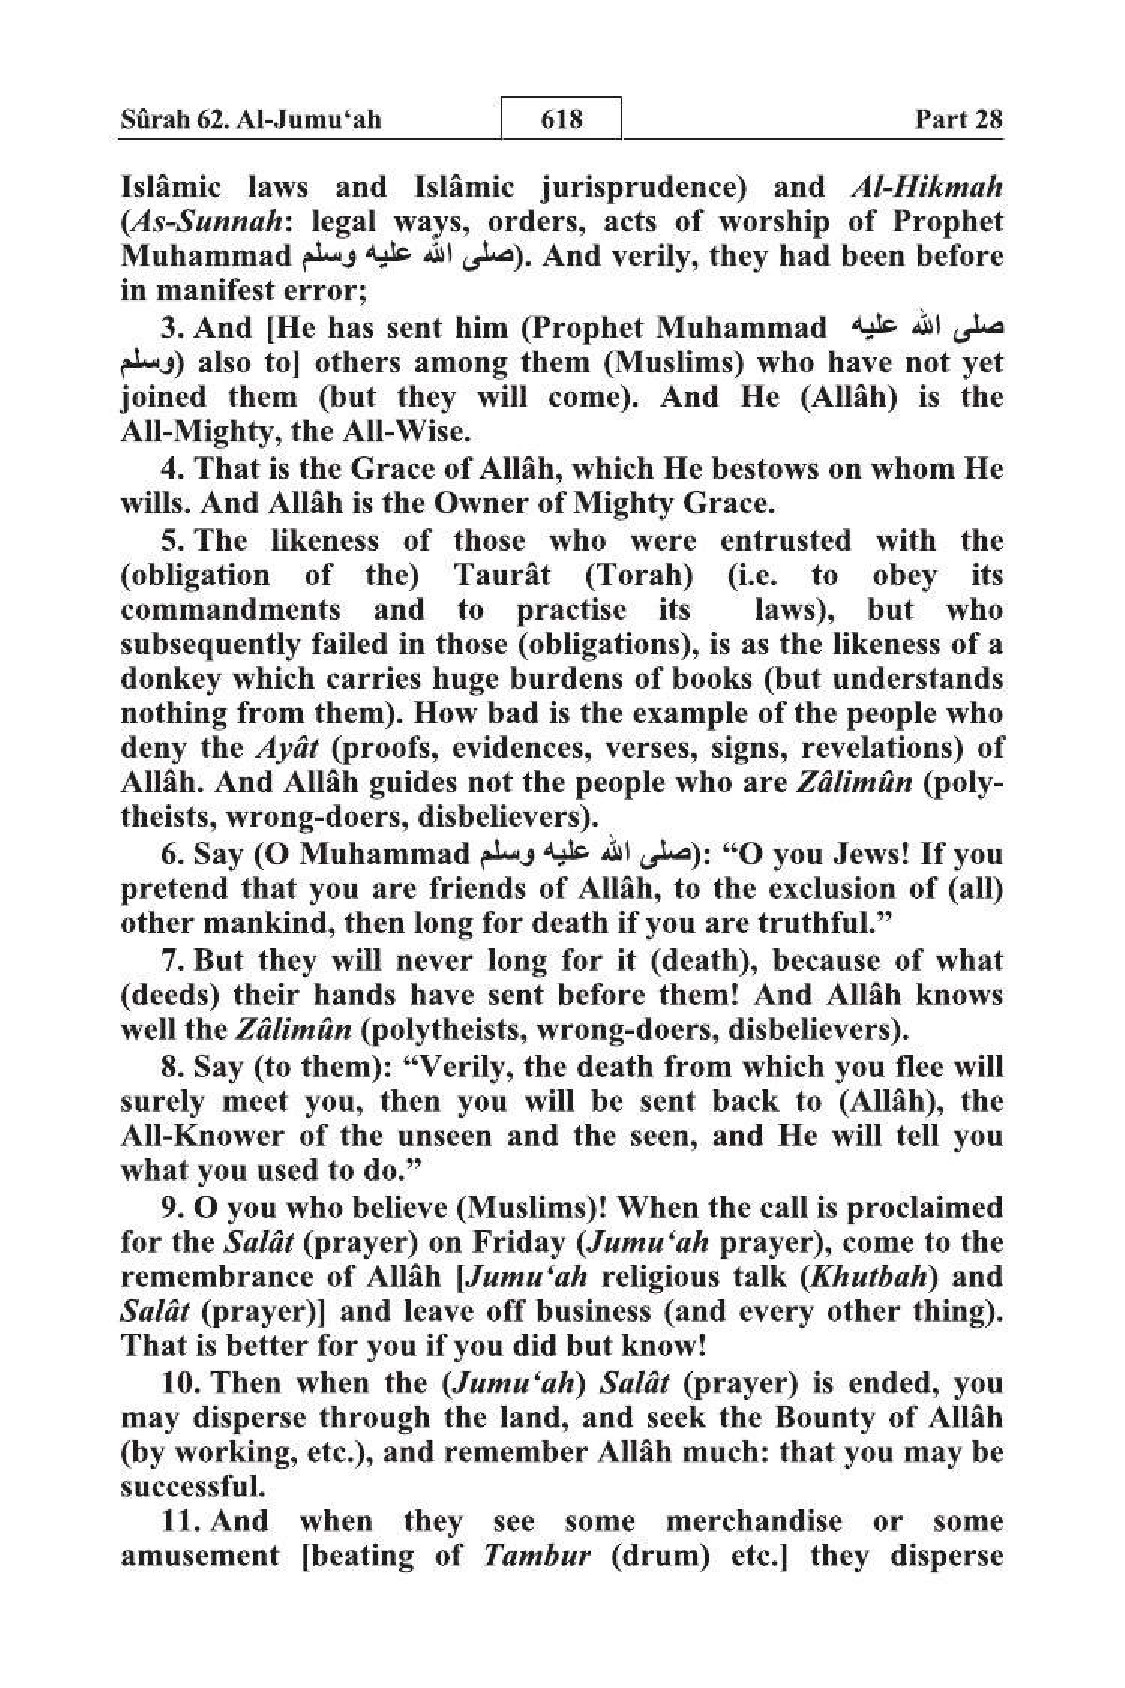 Sûrah 62. Al-Jumu‘ah 618 Part 28
Islâmic laws and Islâmic jurisprudence) and Al-Hikmah
(As-Sunnah: legal ways, orders, acts of worship of Prophet
Muhammad صلى الله عليه وسلم). And verily, they had been before
in manifest error;
3. And [He has sent him (Prophet Muhammad صلى الله عليه
وسلم) also to] others among them (Muslims) who have not yet
joined them (but they will come). And He (Allâh) is the
All-Mighty, the All-Wise.
4. That is the Grace of Allâh, which He bestows on whom He
wills. And Allâh is the Owner of Mighty Grace.
5. The likeness of those who were entrusted with the
(obligation of the) Taurât (Torah) (i.e. to obey its
commandments and to practise its laws), but who
subsequently failed in those (obligations), is as the likeness of a
donkey which carries huge burdens of books (but understands
nothing from them). How bad is the example of the people who
deny the Ayât (proofs, evidences, verses, signs, revelations) of
Allâh. And Allâh guides not the people who are Zâlimûn (poly-
theists, wrong-doers, disbelievers).
6. Say (O Muhammad صلى الله عليه وسلم): “O you Jews! If you
pretend that you are friends of Allâh, to the exclusion of (all)
other mankind, then long for death if you are truthful.”
7. But they will never long for it (death), because of what
(deeds) their hands have sent before them! And Allâh knows
well the Zâlimûn (polytheists, wrong-doers, disbelievers).
8. Say (to them): “Verily, the death from which you flee will
surely meet you, then you will be sent back to (Allâh), the
All-Knower of the unseen and the seen, and He will tell you
what you used to do.”
9. O you who believe (Muslims)! When the call is proclaimed
for the Salât (prayer) on Friday (Jumu‘ah prayer), come to the
remembrance of Allâh [Jumu‘ah religious talk (Khutbah) and
Salât (prayer)] and leave off business (and every other thing).
That is better for you if you did but know!
10. Then when the (Jumu‘ah) Salât (prayer) is ended, you
may disperse through the land, and seek the Bounty of Allâh
(by working, etc.), and remember Allâh much: that you may be
successful.
11. And when they see some merchandise or some
amusement [beating of Tambur (drum) etc.] they disperse